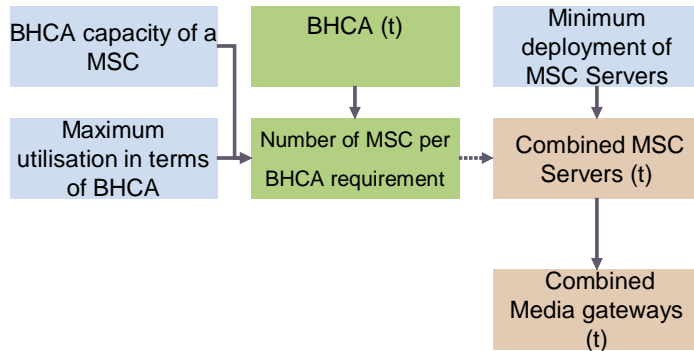 BHCA capacity of a
MSC
BHCA (t)
Minimum
deployment of
MSC Servers
Maximum
utilisation in terms
of BHCA
Number of MSC per
BHCA requirement
Combined MSC
Servers (t)
Combined
Media gateways
(t)